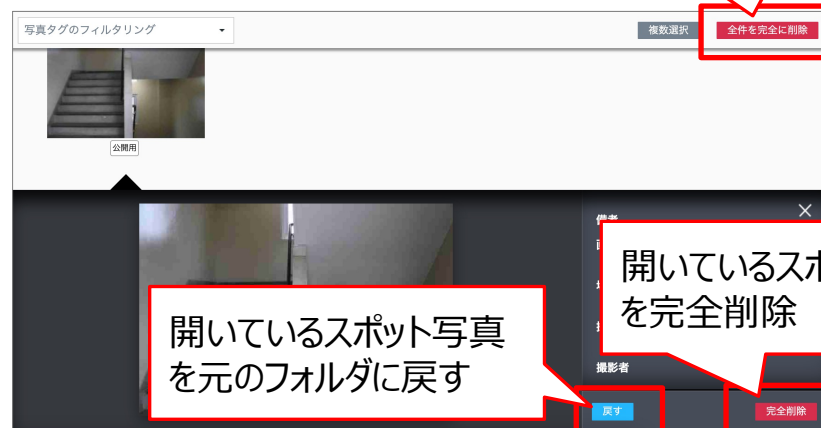 写真タグのフィルタリング
複数選択
全件を完全に削除
公開用
備考
開いているスポ
を完全削除
開いているスポット写真
を元のフォルダに戻す
撮影者
戻す
完全削除